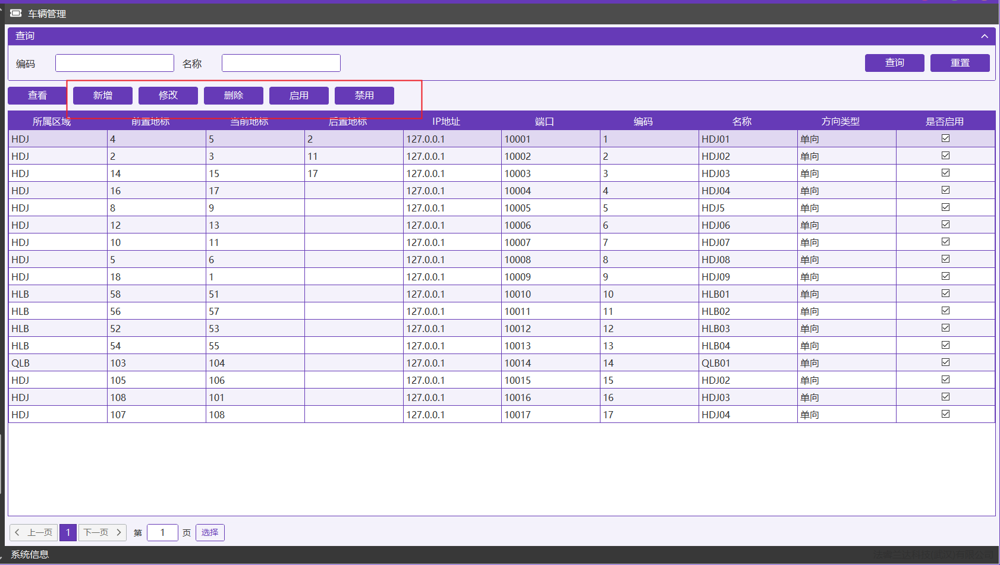 车辆管理
查询
编码 名称 查询 重置
查看 新增 修改 删除 启用 禁用
所属区域 前置地标 当前地标 后置地标 IP地址 端口 编码 名称 方向类型 是否启用
HDJ 4 5 2 127.0.0.1 10001 1 HDJ01 单向
HDJ 2 3 11 127.0.0.1 10002 2 HDJ02 单向
HDJ 14 15 17 127.0.0.1 10003 3 HDJ03 单向
HDJ 16 17 127.0.0.1 10004 4 HDJ04 单向
HDJ 8 9 127.0.0.1 10005 5 HDJ5 单向
HDJ 12 13 127.0.0.1 10006 6 HDJ06 单向
HDJ 10 11 127.0.0.1 10007 7 HDJ07 单向
HDJ 5 6 127.0.0.1 10008 8 HDJ08 单向
HDJ 18 1 127.0.0.1 10009 9 HDJ09 单向
HLB 58 51 127.0.0.1 10010 10 HLB01 单向
HLB 56 57 127.0.0.1 10011 11 HLB02 单向
HLB 52 53 127.0.0.1 10012 12 HLB03 单向
HLB 54 55 127.0.0.1 10013 13 HLB04 单向
QLB 103 104 127.0.0.1 10014 14 QLB01 单向
HDJ 105 106 127.0.0.1 10015 15 HDJ02 单向
HDJ 108 101 127.0.0.1 10016 16 HDJ03 单向
HDJ 107 108 127.0.0.1 10017 17 HDJ04 单向
上一页 1 下一页 第 1 页 选择
系统信息